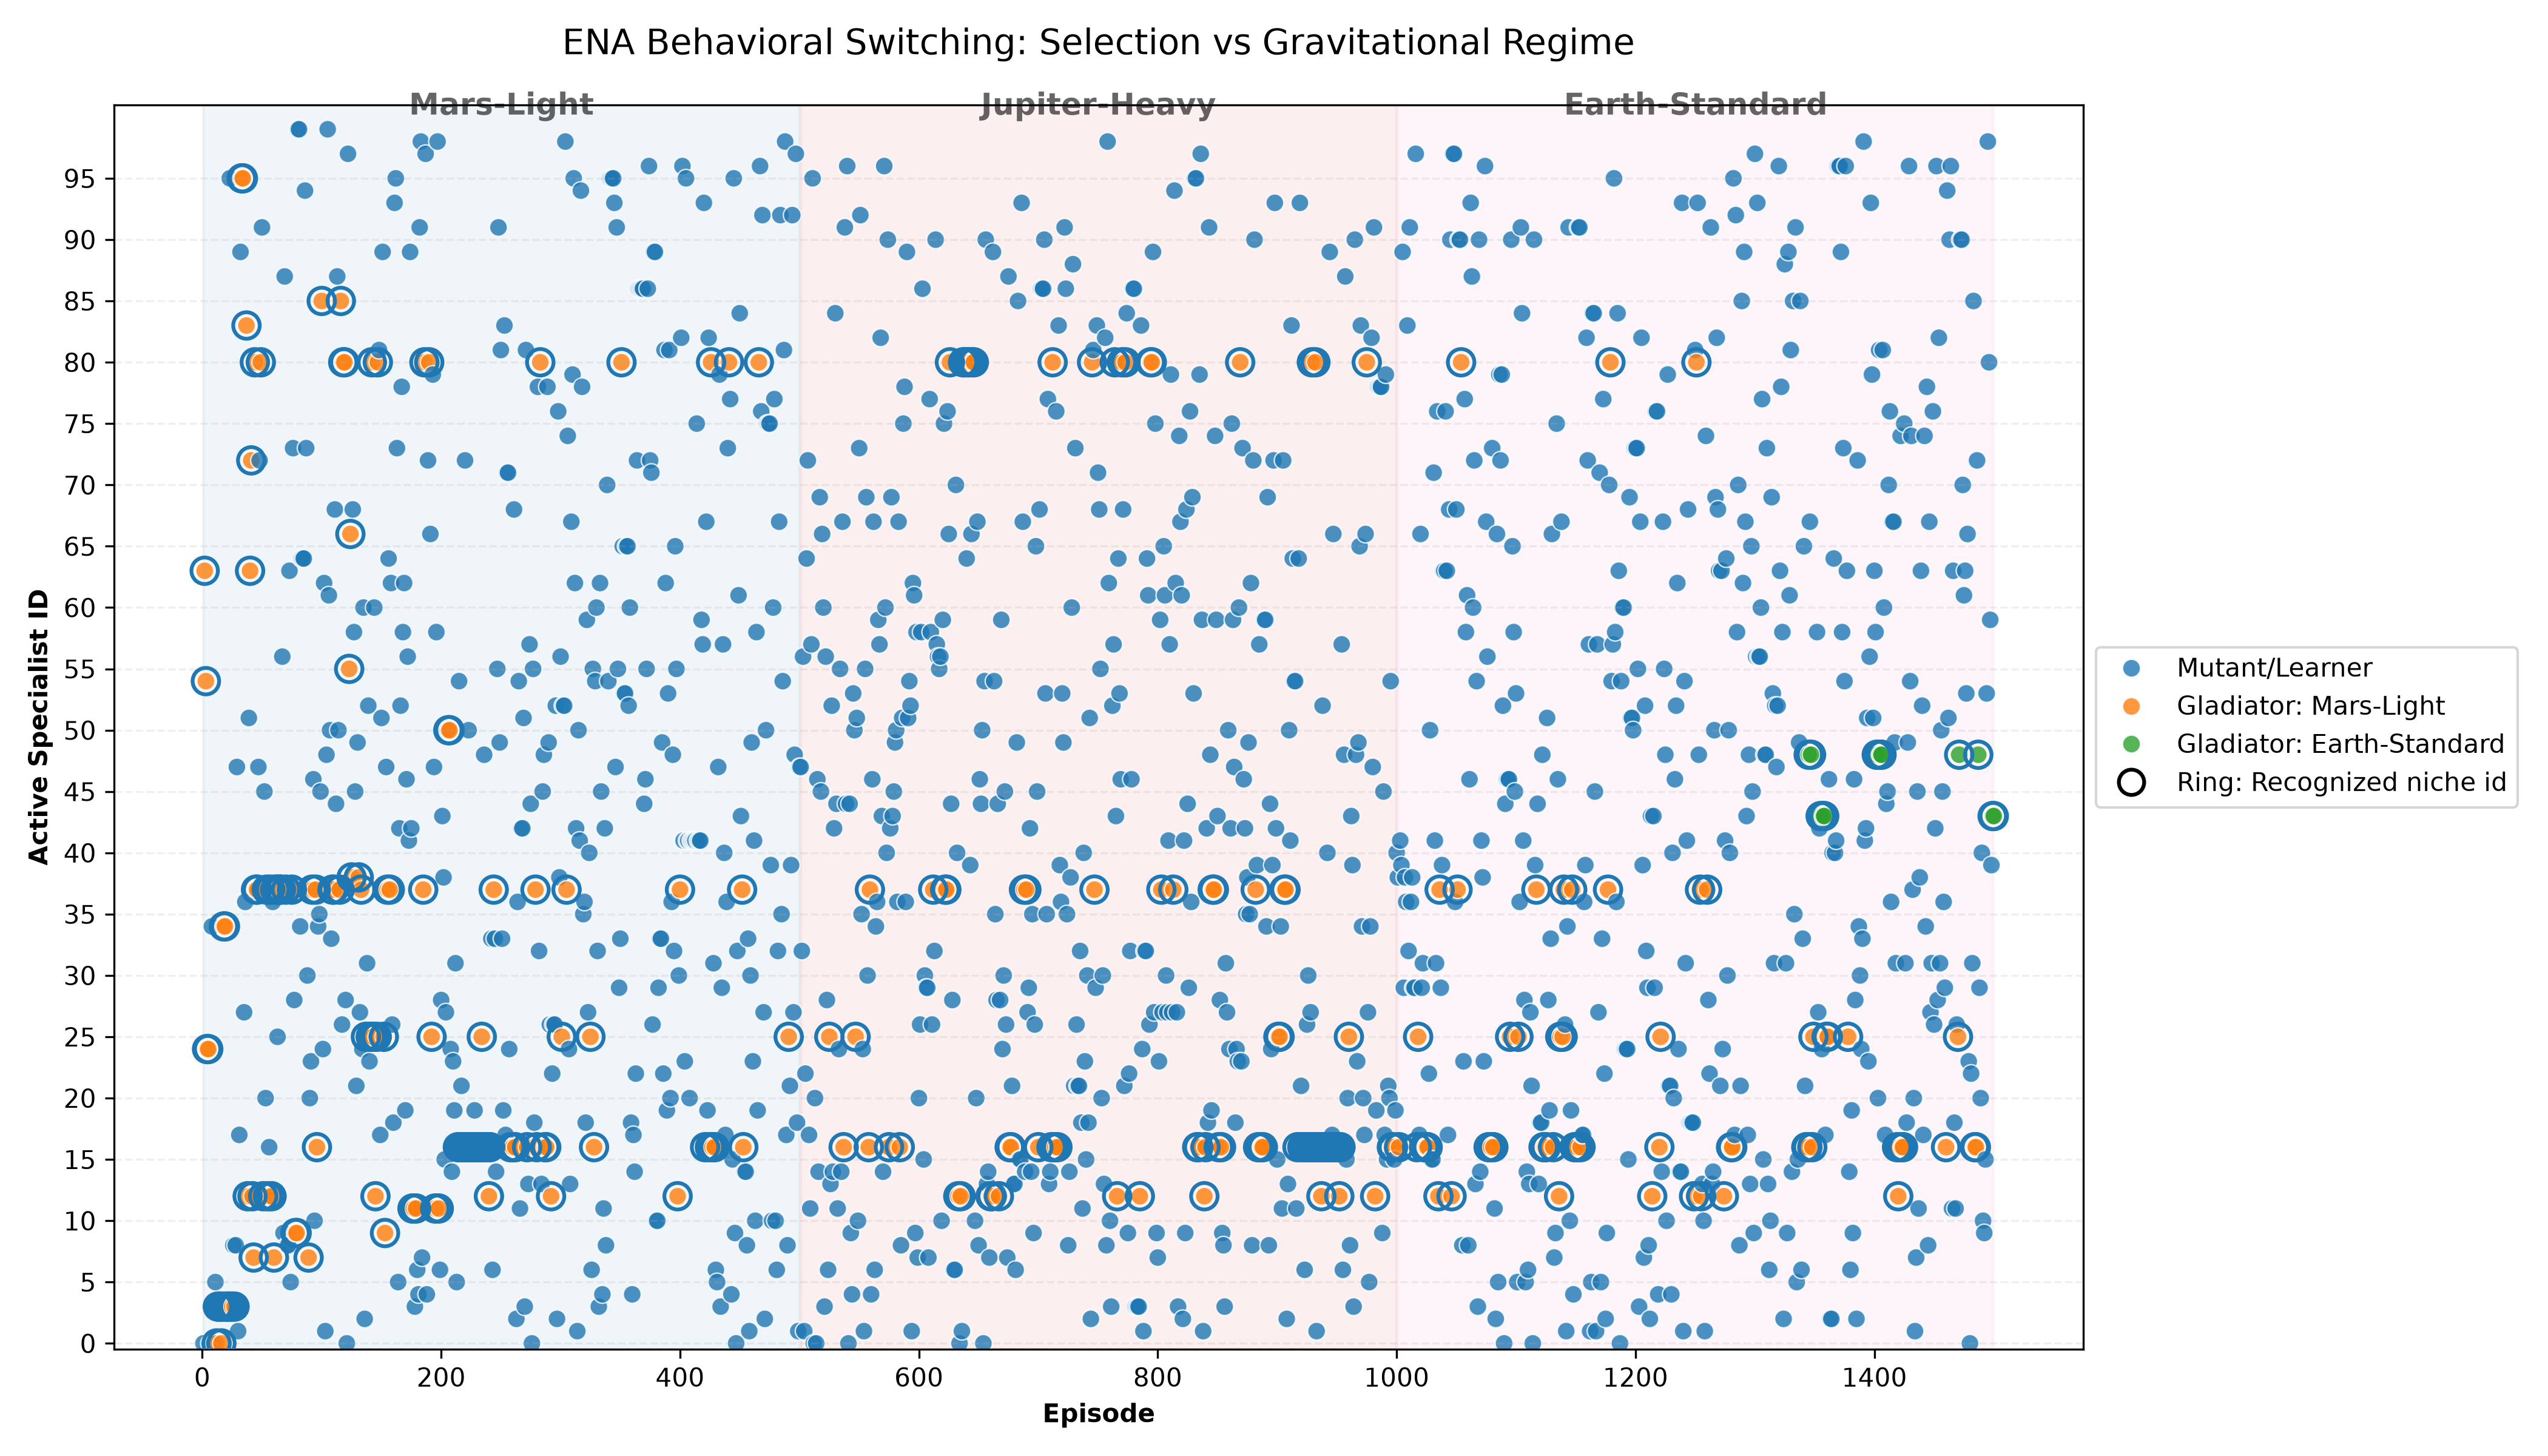 ENA Behavioral Switching: Selection vs Gravitational Regime
Mars-Light
Jupiter-Heavy
Earth-Standard
Active Specialist ID
95
90
85
80
75
70
65
60
55
50
45
40
35
30
25
20
15
10
5
0
0
200
400
600
800
1000
1200
1400
Episode
Mutant/Learner
Gladiator: Mars-Light
Gladiator: Earth-Standard
Ring: Recognized niche id